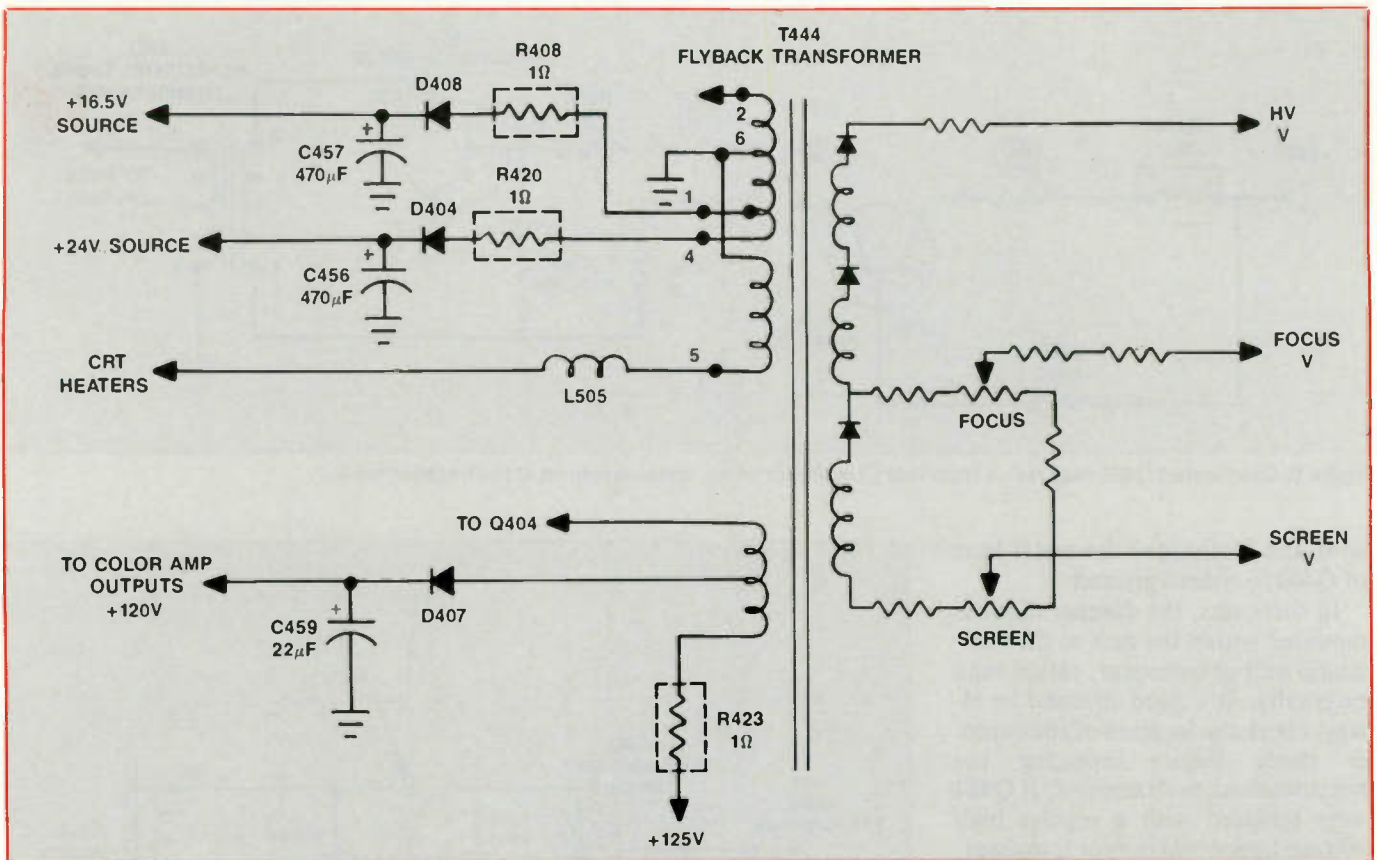 T444
FLYBACK TRANSFORMER
R408
1Ω
D408
+16.5V
SOURCE
+
C457
470μF
2
6
R420
1Ω
1
D404
+24V SOURCE
4
+
C456
470μF
5
CRT
HEATERS
L505
HV
V
FOCUS
V
FOCUS
SCREEN
V
SCREEN
TO Q404
TO COLOR AMP
OUTPUTS
+120V
D407
+
C459
22μF
R423
1Ω
+125V